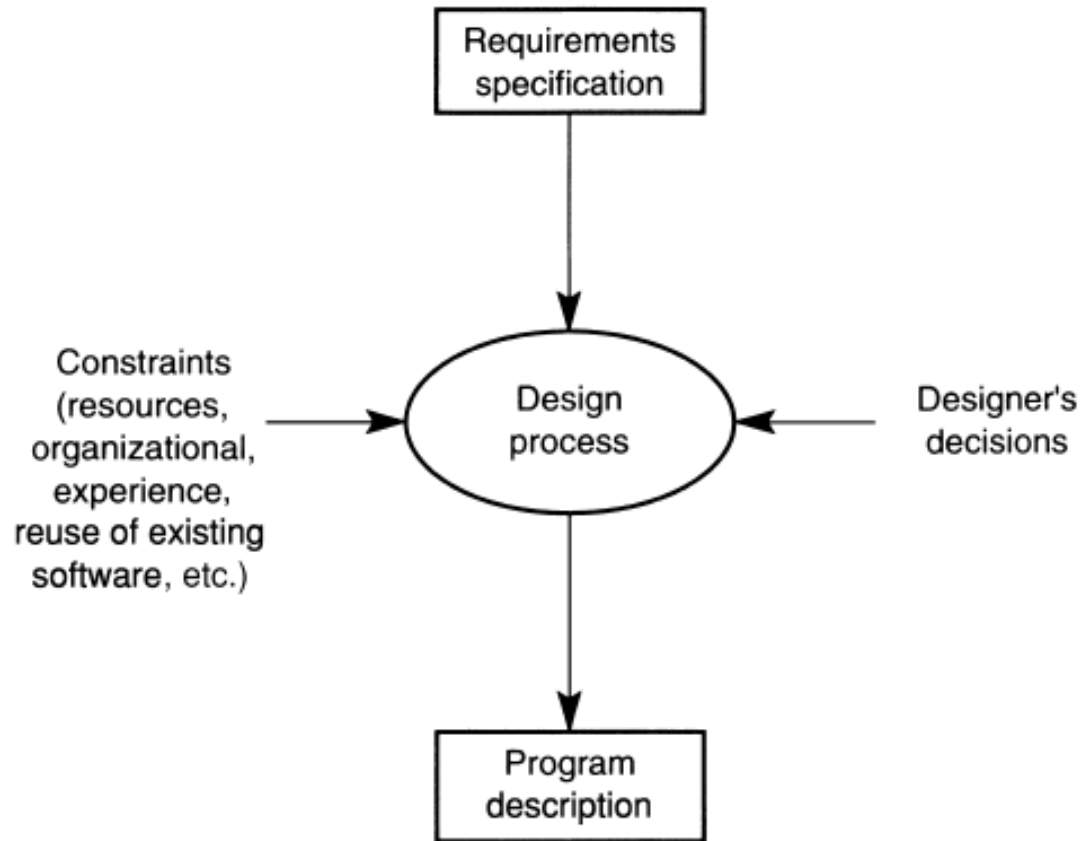 Requirements
specification
Constraints
(resources,
organizational,
experience,
reuse of existing
software, etc.)
Design
process
Designer's
decisions
Program
description